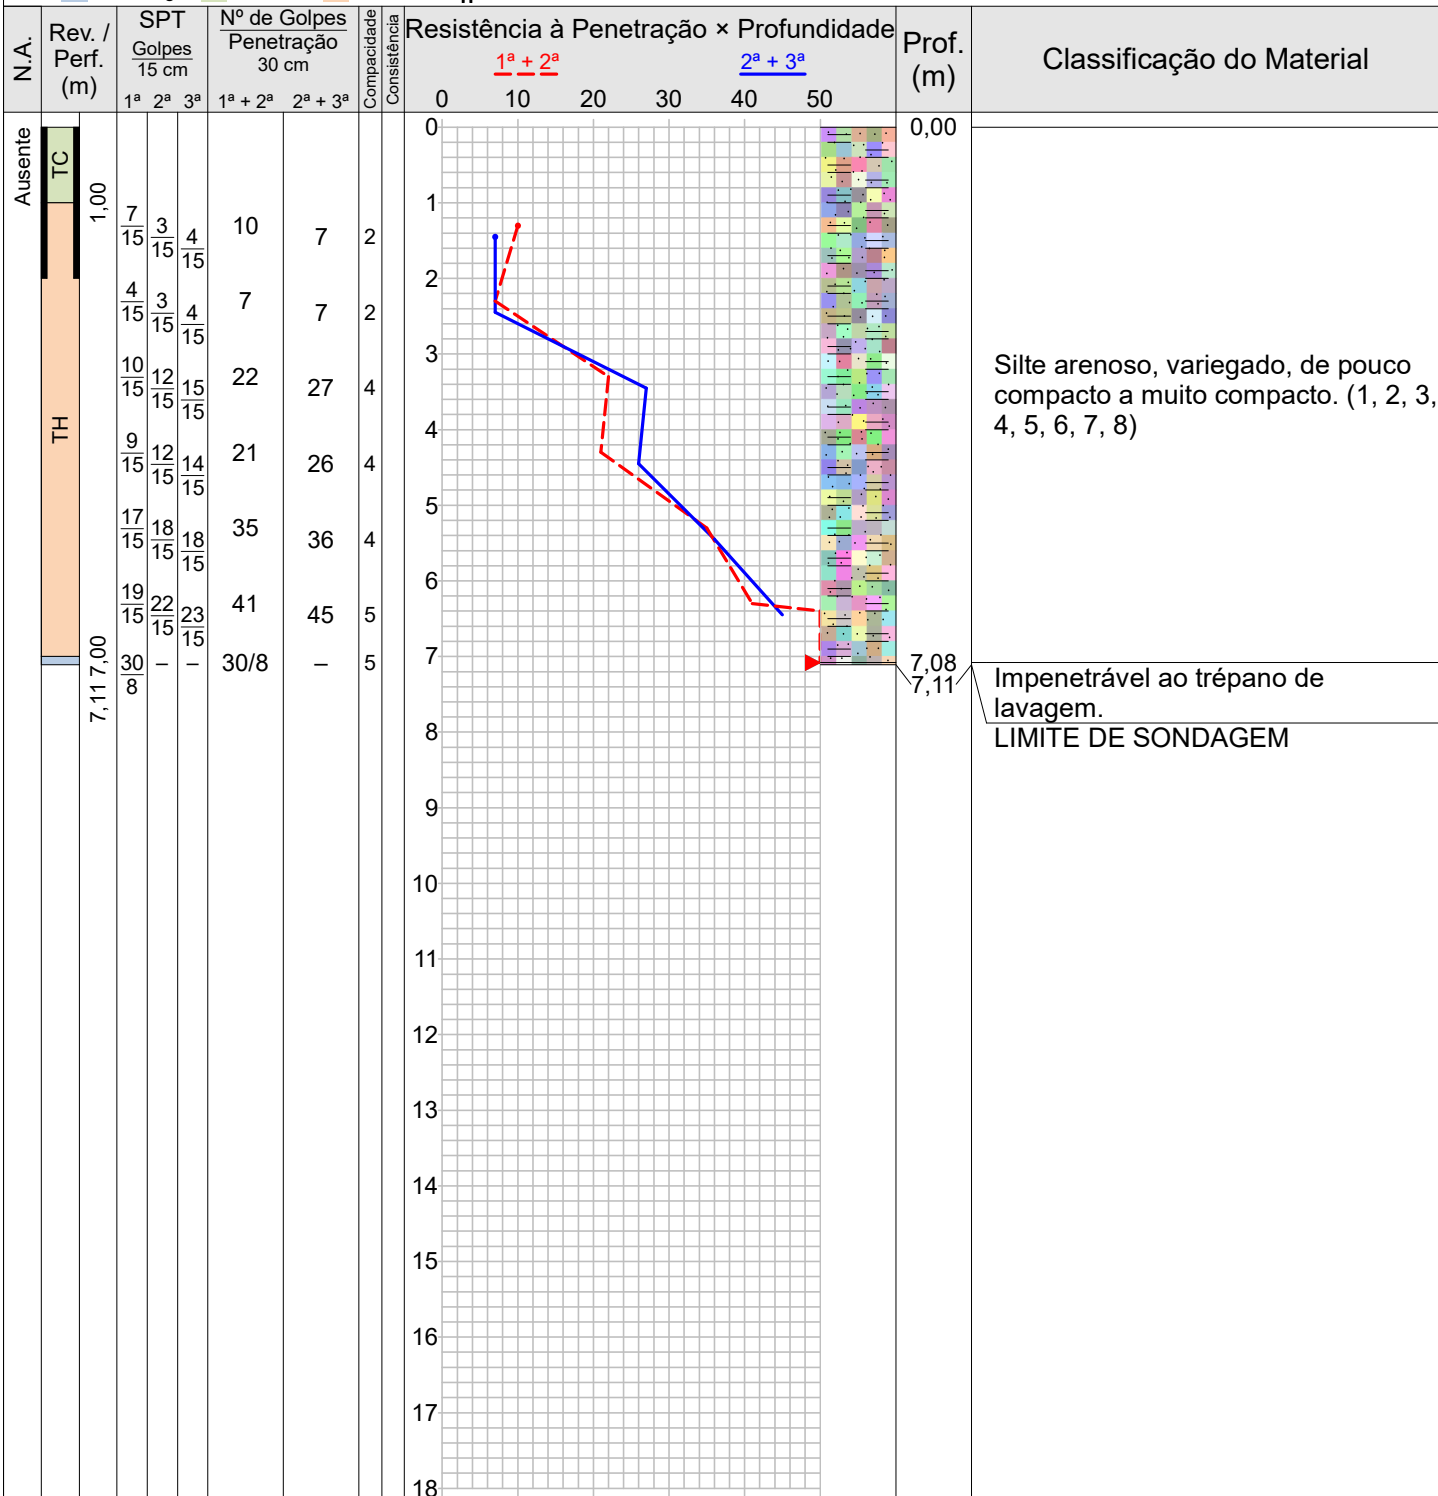 N.A.
Rev. /
Perf.
(m)
SPT
Golpes
15 cm
1ª 2ª 3ª
Nº de Golpes
Penetração
30 cm
1ª + 2ª 2ª + 3ª
Compacidade
Consistência
Resistência à Penetração × Profundidade
1ª + 2ª 2ª + 3ª
0 10 20 30 40 50
Prof.
(m)
Classificação do Material
Ausente
TC
TH
1,00
7,00
7,11
7/15 3/15 4/15 10 7 2
4/15 3/15 4/15 7 7 2
10/15 12/15 15/15 22 27 4
9/15 12/15 14/15 21 26 4
17/15 18/15 18/15 35 36 4
19/15 22/15 23/15 41 45 5
30/8 – – 30/8 – 5
0
1
2
3
4
5
6
7
8
9
10
11
12
13
14
15
16
17
18
0,00
7,08
7,11
Silte arenoso, variegado, de pouco
compacto a muito compacto. (1, 2, 3,
4, 5, 6, 7, 8)
Impenetrável ao trépano de
lavagem.
LIMITE DE SONDAGEM